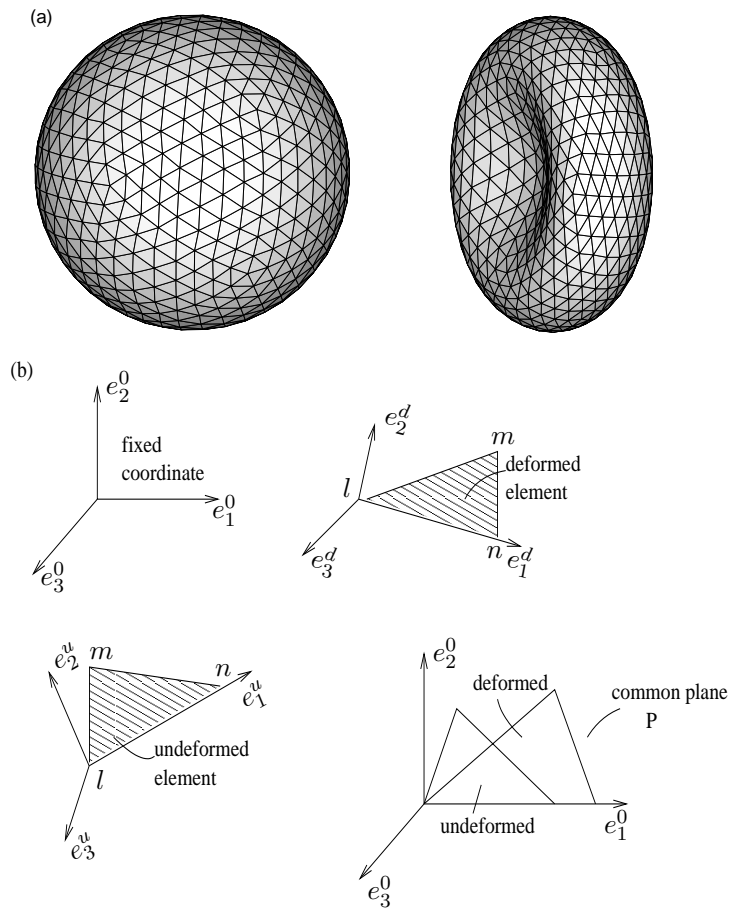 (a)
(b)
e_2^0
fixed
coordinate
e_1^0
e_3^0
e_2^d
m
deformed
element
l
n
e_1^d
e_3^d
e_2^u
m
n
e_1^u
undeformed
element
l
e_3^u
e_2^0
deformed
common plane
P
undeformed
e_1^0
e_3^0